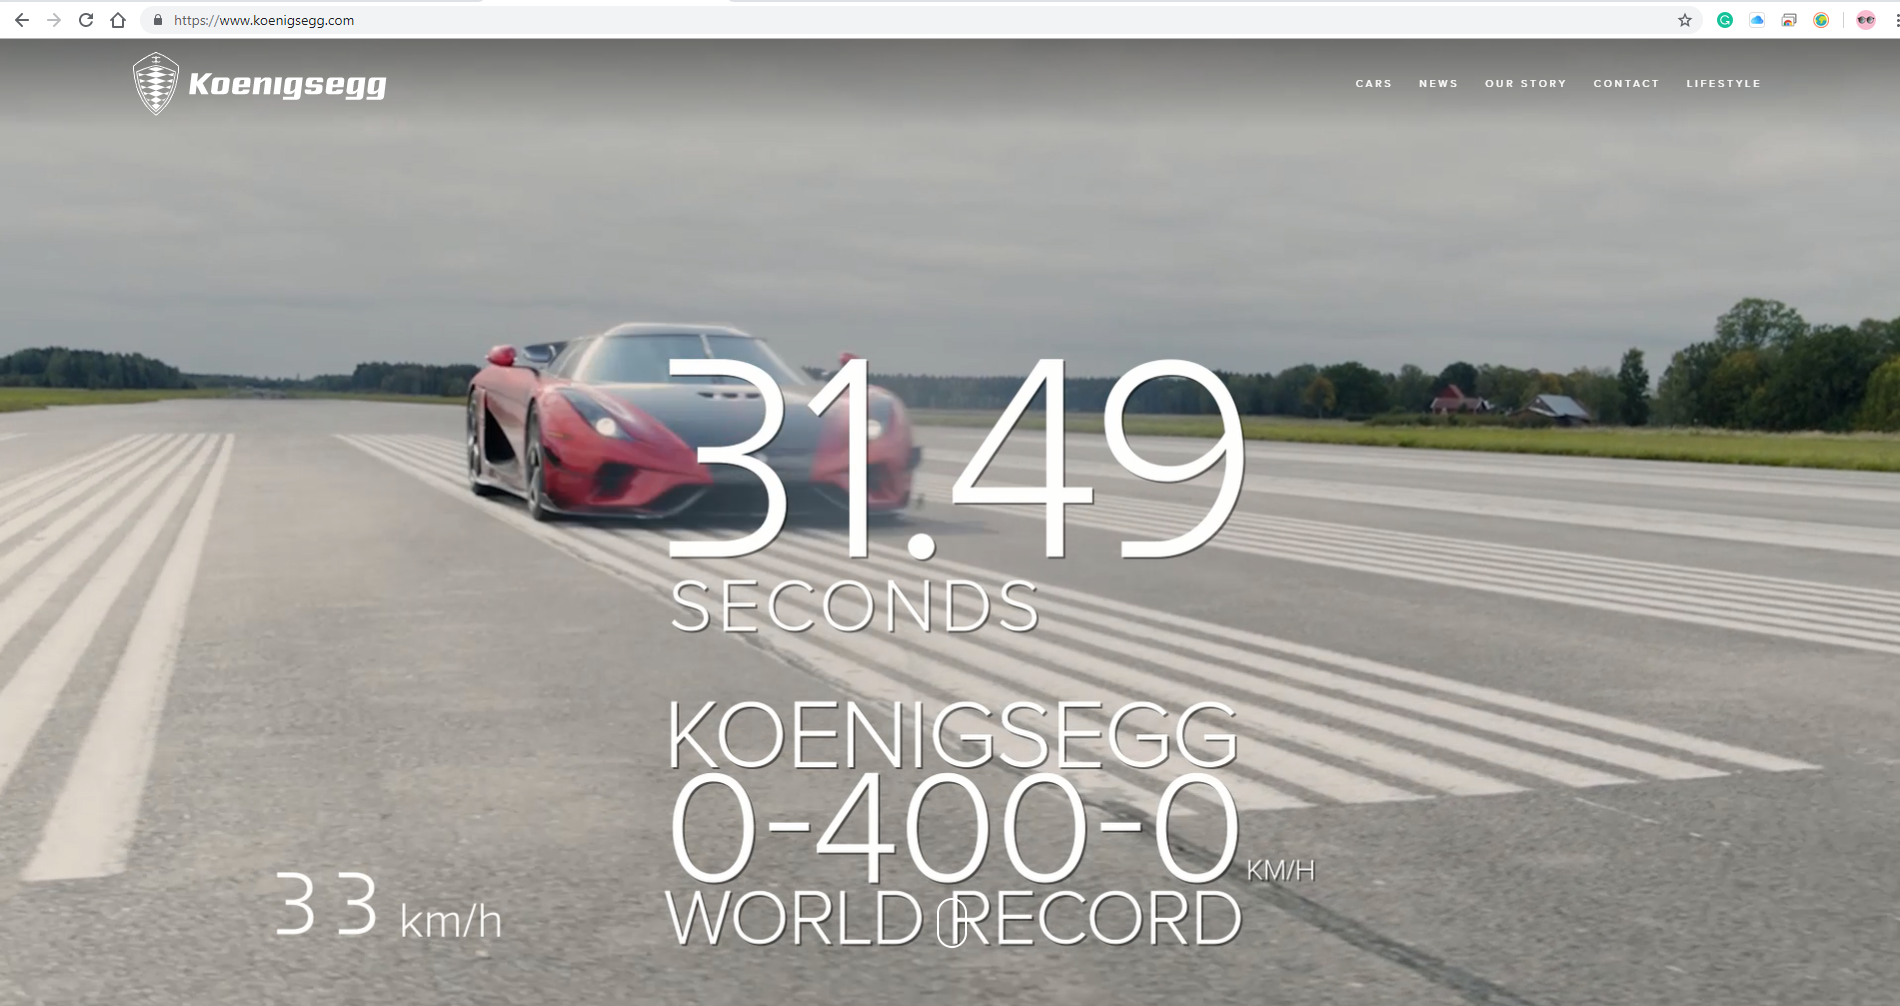 https://www.koenigsegg.com
Koenigsegg
CARS NEWS OUR STORY CONTACT LIFESTYLE
31.49
SECONDS
KOENIGSEGG
0-400-0 KM/H
WORLD RECORD
33 km/h